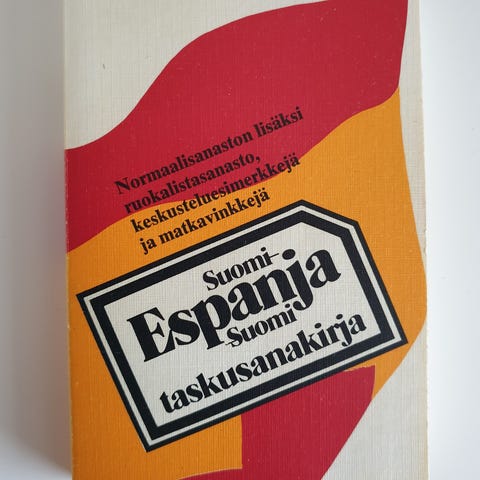 Normaalisanaston lisäksi
ruokalistasanasto,
keskusteluesimerkkejä
ja matkavinkkejä
Suomi-
Espanja
-Suomi
taskusanakirja